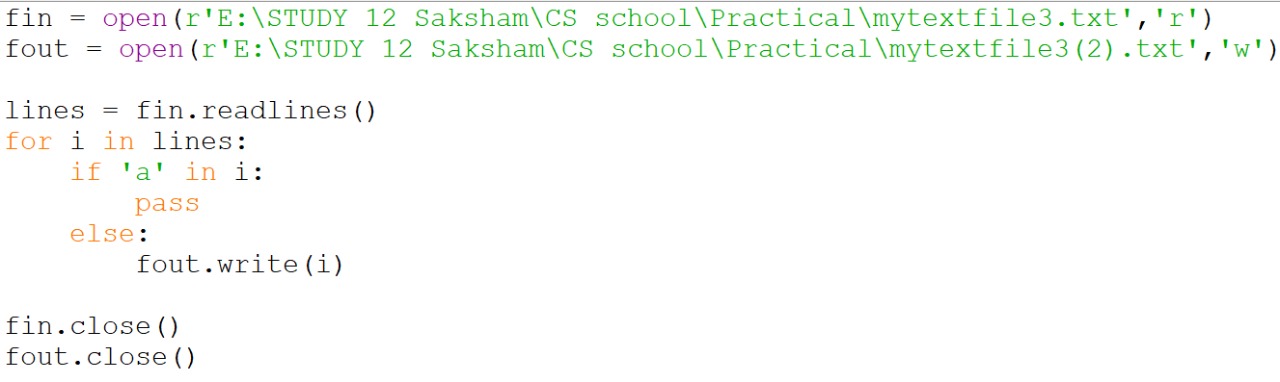 fin = open(r'E:\STUDY 12 Saksham\CS school\Practical\mytextfile3.txt','r')
fout = open(r'E:\STUDY 12 Saksham\CS school\Practical\mytextfile3(2).txt','w')

lines = fin.readlines()
for i in lines:
    if 'a' in i:
        pass
    else:
        fout.write(i)

fin.close()
fout.close()